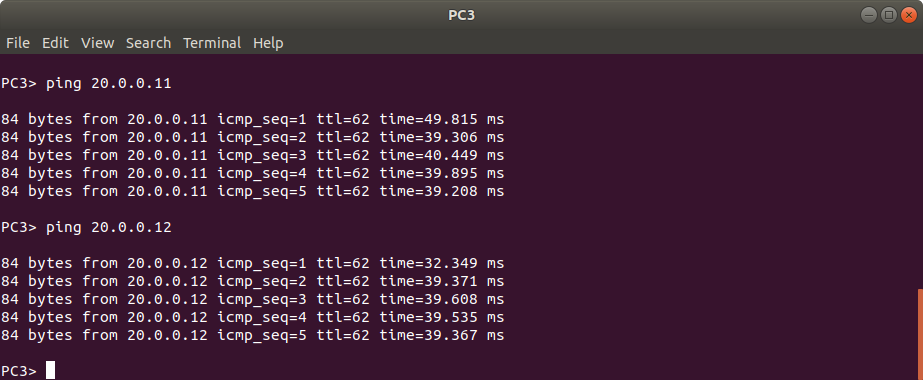 PC3
File Edit View Search Terminal Help
PC3> ping 20.0.0.11
84 bytes from 20.0.0.11 icmp_seq=1 ttl=62 time=49.815 ms
84 bytes from 20.0.0.11 icmp_seq=2 ttl=62 time=39.306 ms
84 bytes from 20.0.0.11 icmp_seq=3 ttl=62 time=40.449 ms
84 bytes from 20.0.0.11 icmp_seq=4 ttl=62 time=39.895 ms
84 bytes from 20.0.0.11 icmp_seq=5 ttl=62 time=39.208 ms
PC3> ping 20.0.0.12
84 bytes from 20.0.0.12 icmp_seq=1 ttl=62 time=32.349 ms
84 bytes from 20.0.0.12 icmp_seq=2 ttl=62 time=39.371 ms
84 bytes from 20.0.0.12 icmp_seq=3 ttl=62 time=39.608 ms
84 bytes from 20.0.0.12 icmp_seq=4 ttl=62 time=39.535 ms
84 bytes from 20.0.0.12 icmp_seq=5 ttl=62 time=39.367 ms
PC3>